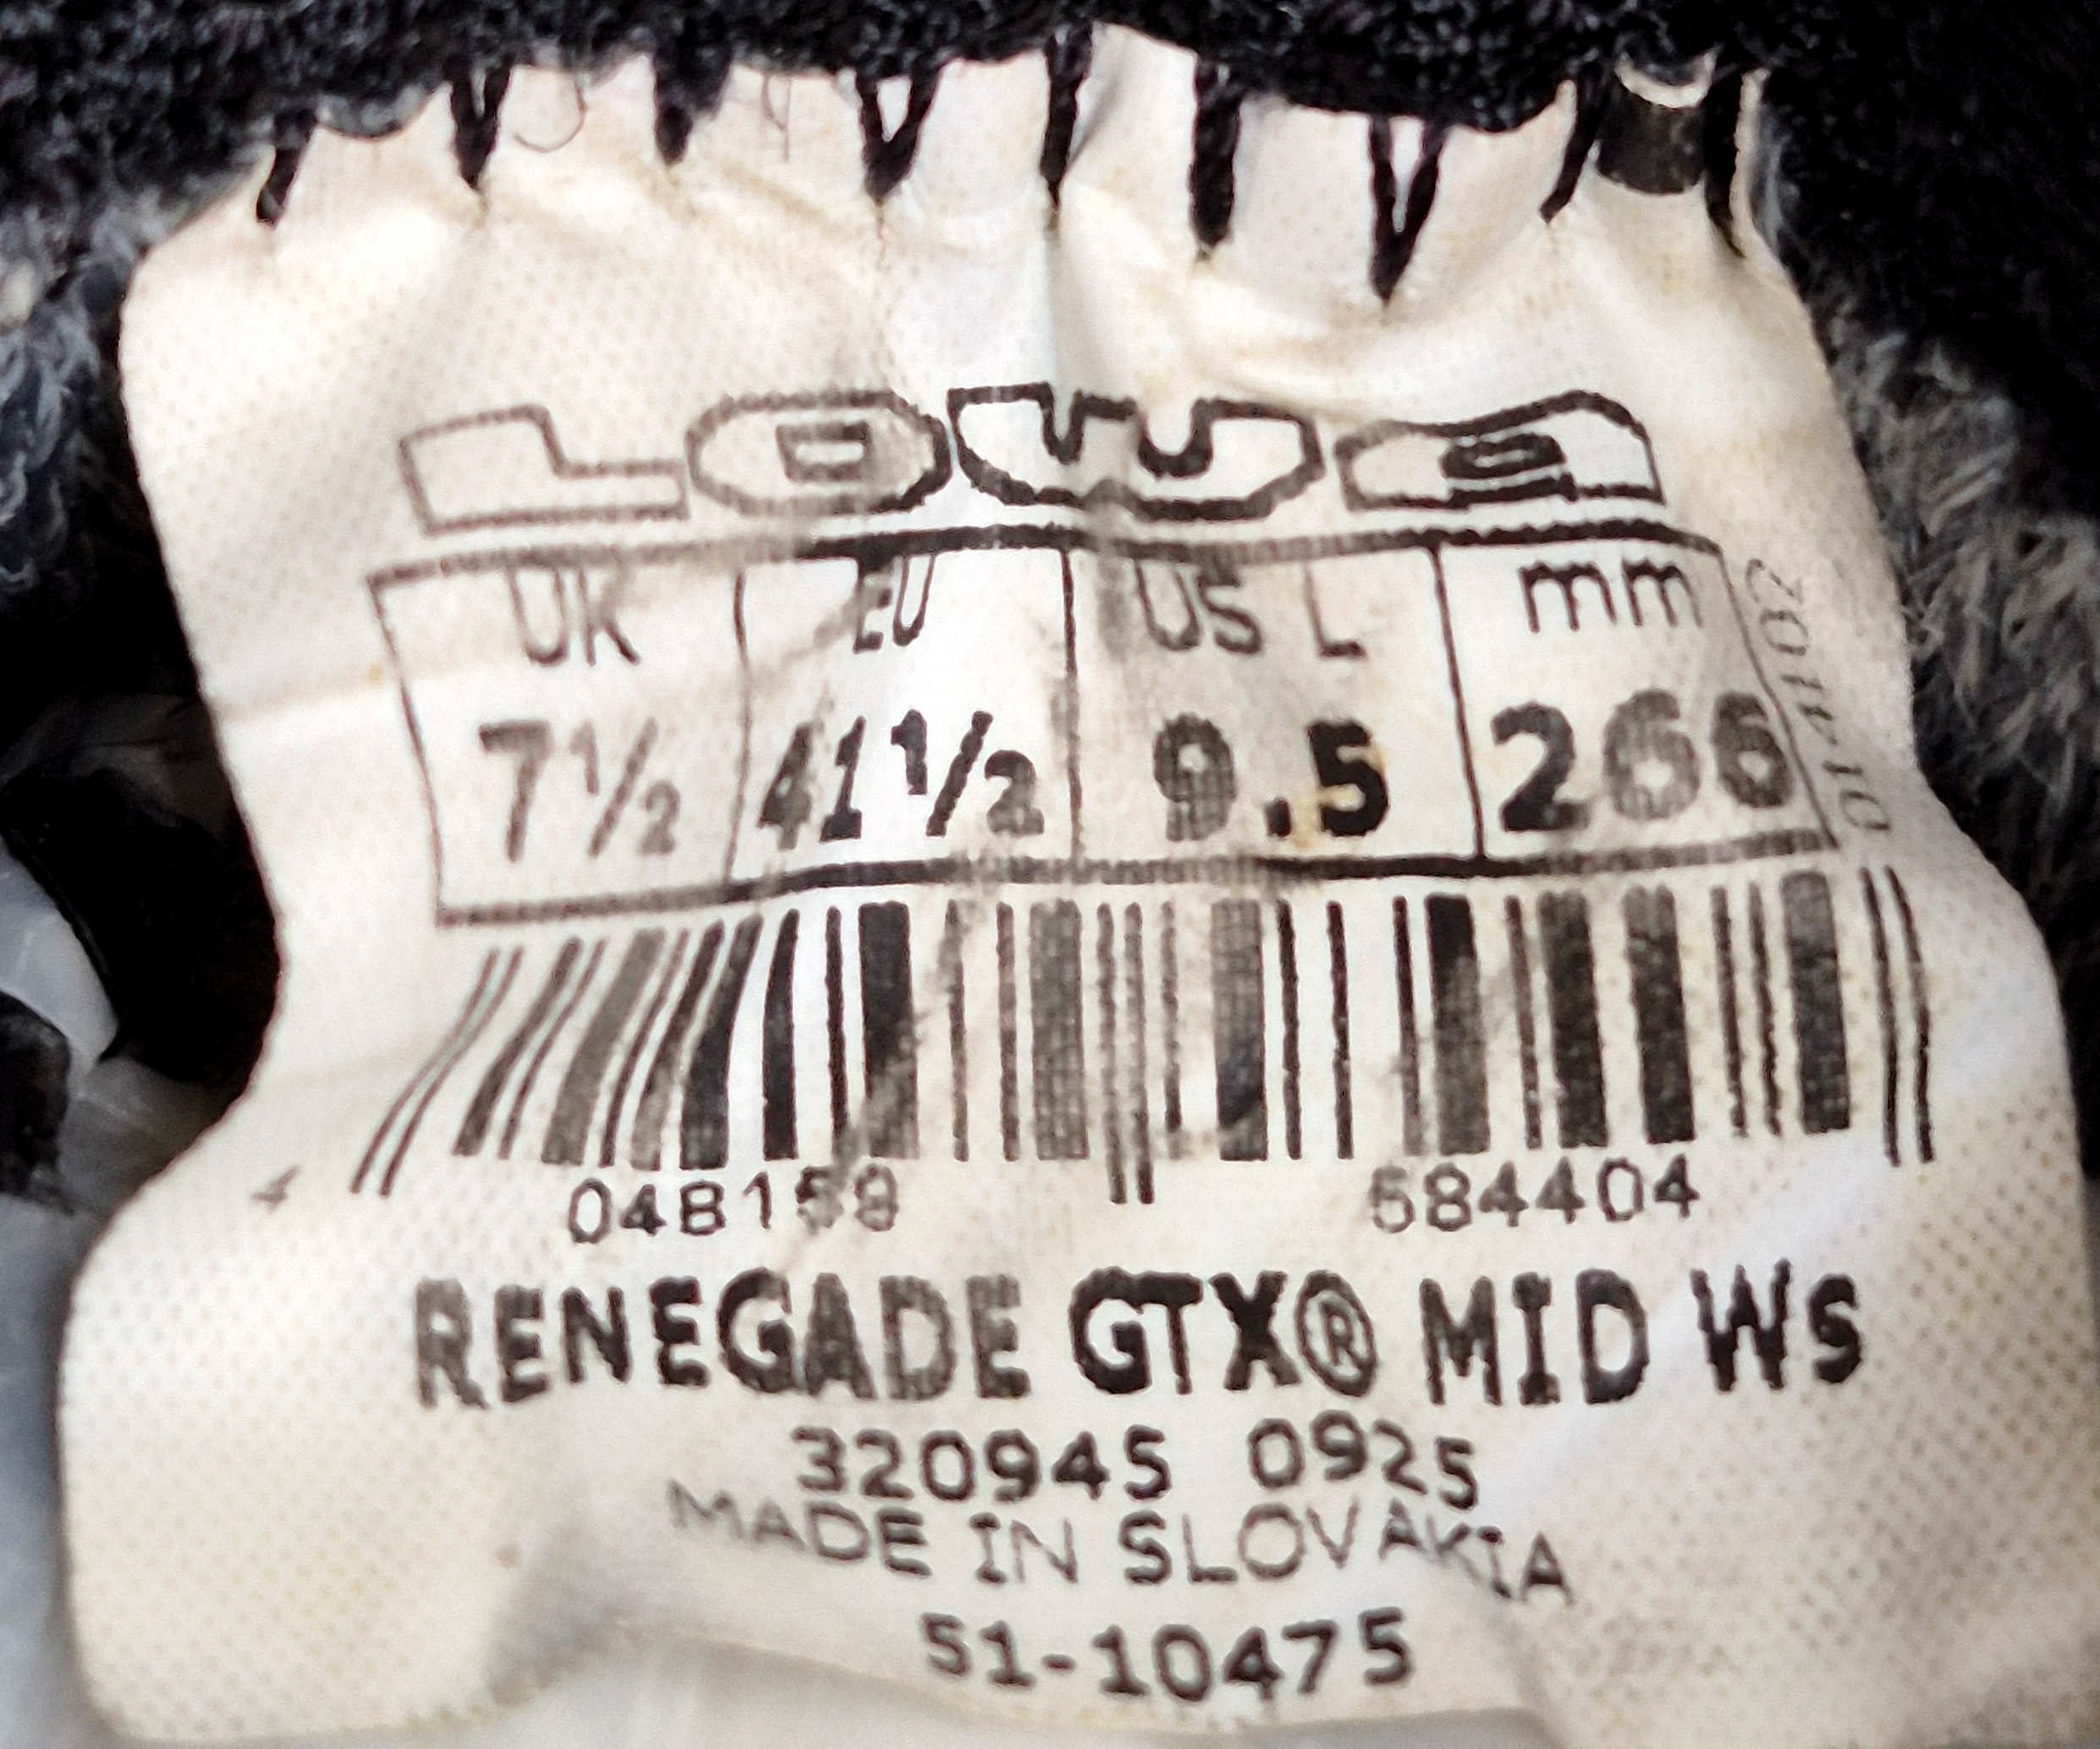 LOWA
UK EU US L mm
7½ 41½ 9.5 266
4 048159 584404
RENEGADE GTX® MID Ws
320945 0925
MADE IN SLOVAKIA
51-10475